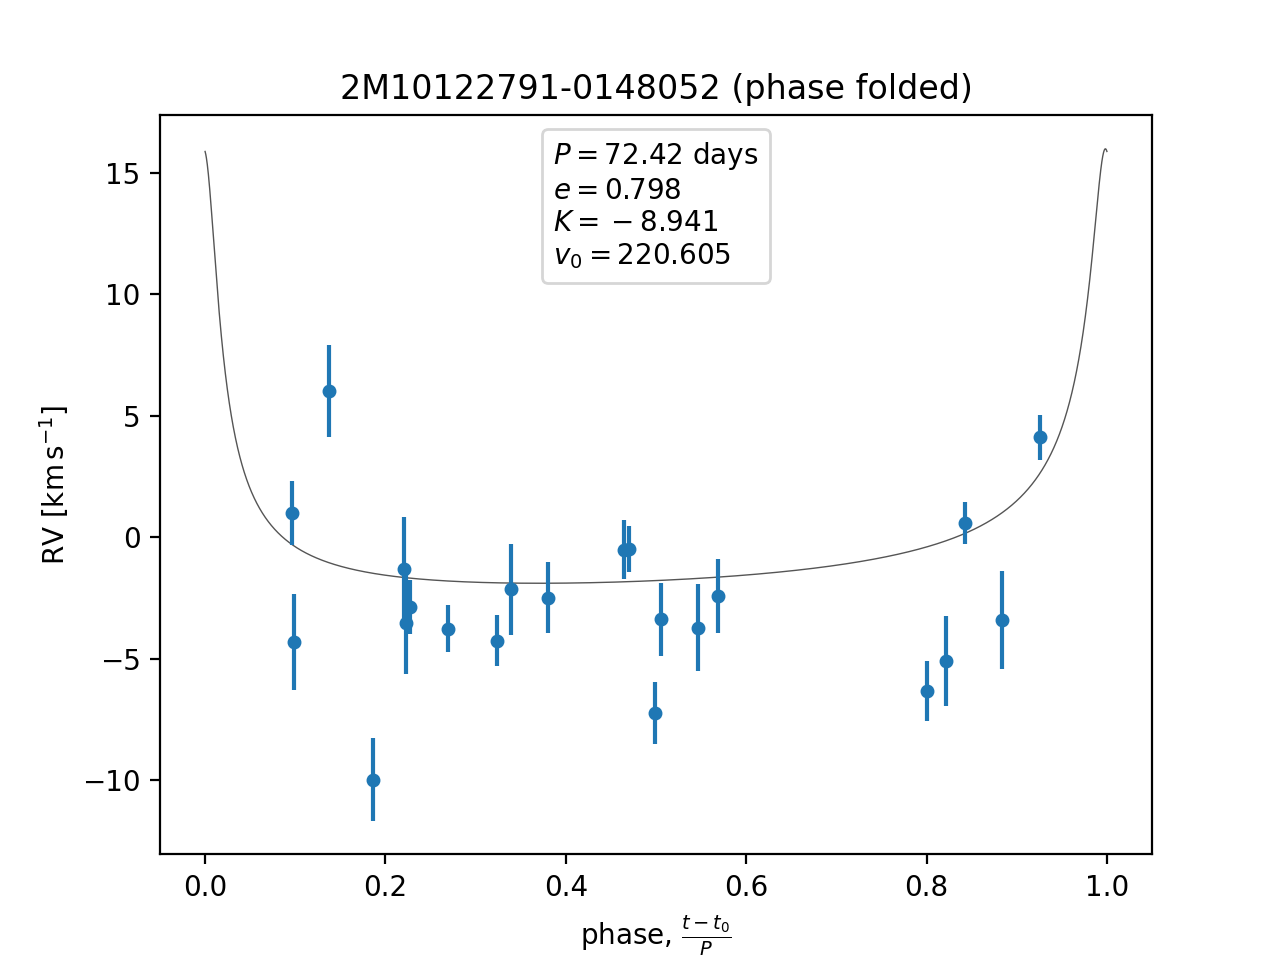 2M10122791-0148052 (phase folded)
P = 72.42 days
e = 0.798
K = −8.941
v₀ = 220.605
15
10
5
0
−5
−10
RV [km s⁻¹]
0.0 0.2 0.4 0.6 0.8 1.0
phase, (t − t₀)/P